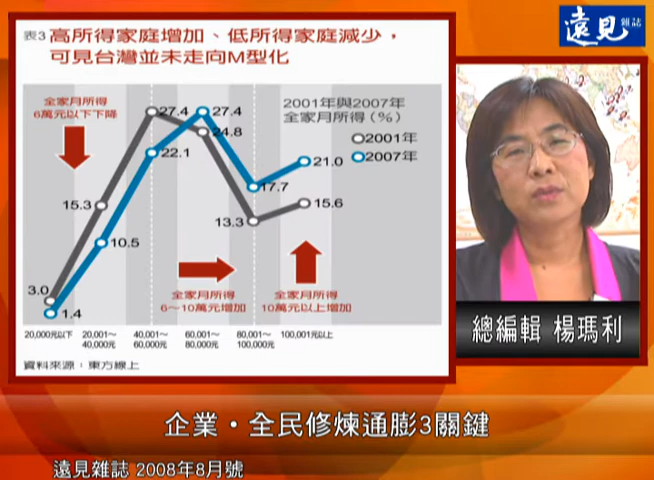 遠見雜誌
表3 高所得家庭增加、低所得家庭減少，
可見台灣並未走向M型化
全家月所得
6萬元以下下降
2001年與2007年
全家月所得（%）
2001年
2007年
27.4
27.4
24.8
22.1
21.0
17.7
15.3
15.6
13.3
10.5
3.0
1.4
全家月所得
6～10萬元增加
全家月所得
10萬元以上增加
20,000元以下
20,001～
40,000元
40,001～
60,000元
60,001～
80,000元
80,001～
100,000元
100,001元以上
資料來源：東方線上
總編輯 楊瑪利
企業・全民修煉通膨3關鍵
遠見雜誌 2008年8月號